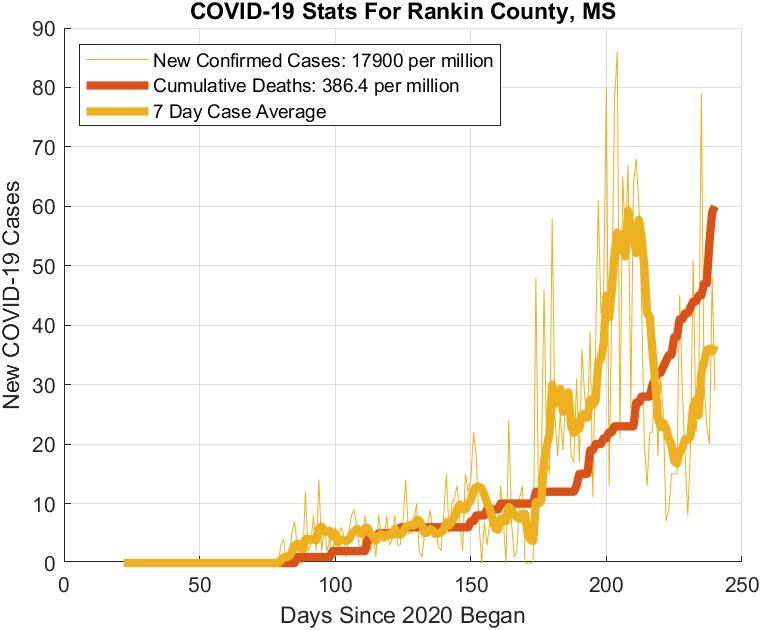 COVID-19 Stats For Rankin County, MS
New Confirmed Cases: 17900 per million
Cumulative Deaths: 386.4 per million
7 Day Case Average
New COVID-19 Cases
90
80
70
60
50
40
30
20
10
0
0 50 100 150 200 250
Days Since 2020 Began